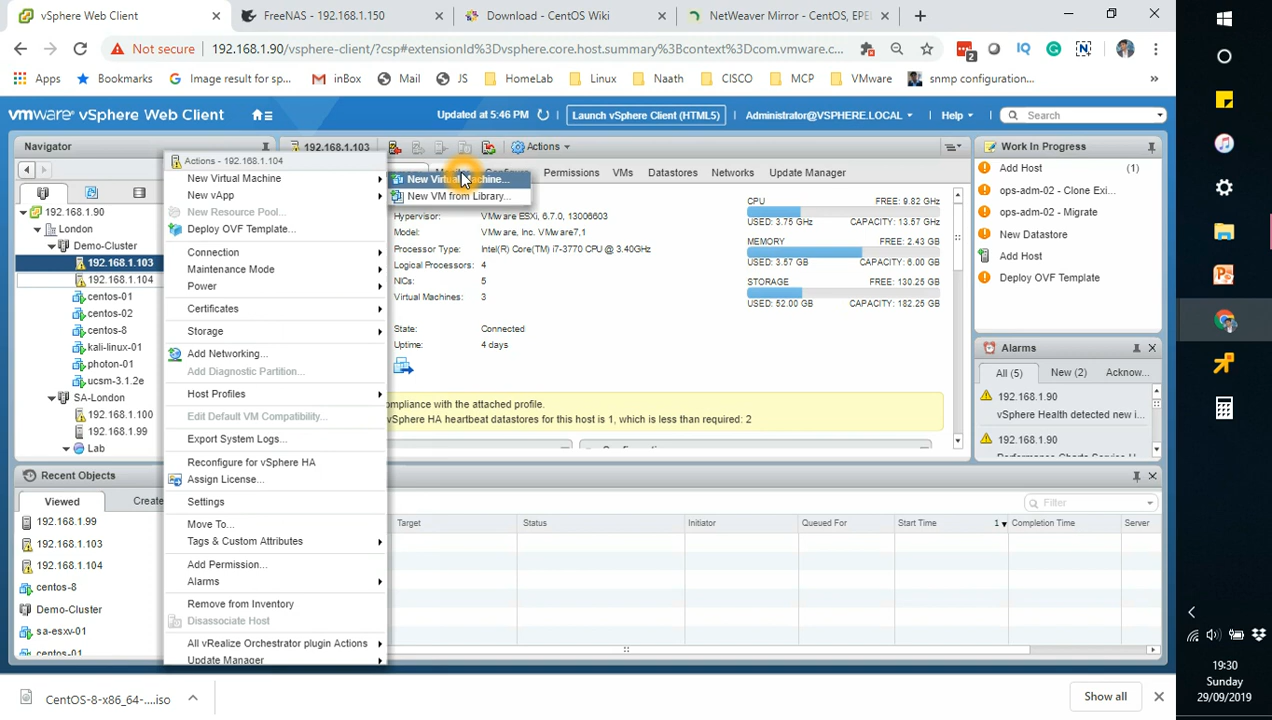 vSphere Web Client
FreeNAS - 192.168.1.150
Download - CentOS Wiki
NetWeaver Mirror - CentOS, EPE
Not secure
192.168.1.90/vsphere-client/?csp#extensionId%3Dvsphere.core.host.summary%3Bcontext%3Dcom.vmware.c...
2
IQ
Apps
Bookmarks
Image result for sp...
inBox
Mail
JS
HomeLab
Linux
Naath
CISCO
MCP
VMware
snmp configuration...
vmware vSphere Web Client
Updated at 5:46 PM
Launch vSphere Client (HTML5)
Administrator@VSPHERE.LOCAL
Help
Search
Navigator
192.168.1.103
Actions
Work In Progress
Permissions
VMs
Datastores
Networks
Update Manager
192.168.1.90
London
Demo-Cluster
192.168.1.103
192.168.1.104
centos-01
centos-02
centos-8
kali-linux-01
photon-01
ucsm-3.1.2e
SA-London
192.168.1.100
192.168.1.99
Lab
Actions - 192.168.1.104
New Virtual Machine
New vApp
New Resource Pool...
Deploy OVF Template...
Connection
Maintenance Mode
Power
Certificates
Storage
Add Networking...
Add Diagnostic Partition...
Host Profiles
Edit Default VM Compatibility...
Export System Logs...
Reconfigure for vSphere HA
Assign License...
Settings
Move To...
Tags & Custom Attributes
Add Permission...
Alarms
Remove from Inventory
Disassociate Host
All vRealize Orchestrator plugin Actions
Update Manager
New Virtual Machine...
New VM from Library...
Hypervisor: VMware ESXi, 6.7.0, 13006603
Model: VMware, Inc. VMware7,1
Processor Type: Intel(R) Core(TM) i7-3770 CPU @ 3.40GHz
Logical Processors: 4
NICs: 5
Virtual Machines: 3
State: Connected
Uptime: 4 days
CPU FREE: 9.82 GHz
USED: 3.75 GHz CAPACITY: 13.57 GHz
MEMORY FREE: 2.43 GB
USED: 3.57 GB CAPACITY: 6.00 GB
STORAGE FREE: 130.25 GB
USED: 52.00 GB CAPACITY: 182.25 GB
compliance with the attached profile.
vSphere HA heartbeat datastores for this host is 1, which is less than required: 2
Add Host (1)
ops-adm-02 - Clone Exi...
ops-adm-02 - Migrate
New Datastore
Add Host
Deploy OVF Template
Alarms
All (5)
New (2)
Acknow...
192.168.1.90
vSphere Health detected new i...
192.168.1.90
Recent Objects
Viewed
Create
192.168.1.99
192.168.1.103
192.168.1.104
centos-8
Demo-Cluster
sa-esxv-01
centos-01
Filter
Target
Status
Initiator
Queued For
Start Time
1
Completion Time
Server
CentOS-8-x86_64-....iso
Show all
19:30
Sunday
29/09/2019